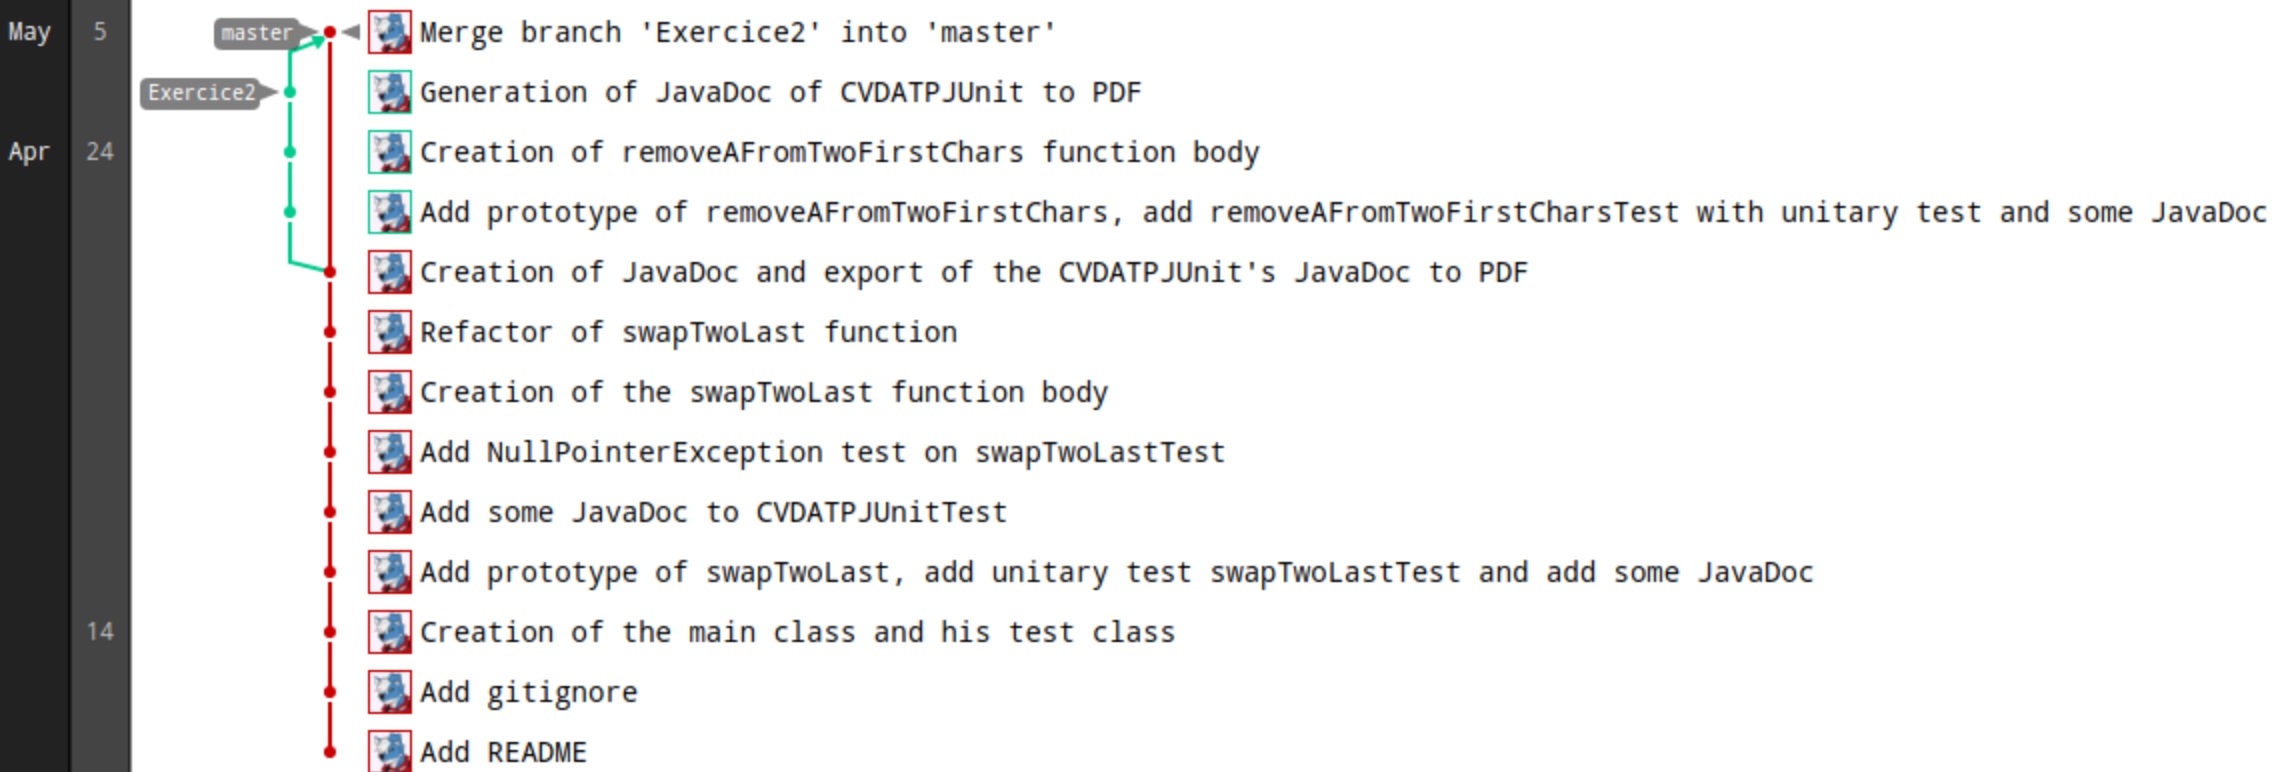 May 5 master Merge branch 'Exercice2' into 'master'
Exercice2 Generation of JavaDoc of CVDATPJUnit to PDF
Apr 24 Creation of removeAFromTwoFirstChars function body
Add prototype of removeAFromTwoFirstChars, add removeAFromTwoFirstCharsTest with unitary test and some JavaDoc
Creation of JavaDoc and export of the CVDATPJUnit's JavaDoc to PDF
Refactor of swapTwoLast function
Creation of the swapTwoLast function body
Add NullPointerException test on swapTwoLastTest
Add some JavaDoc to CVDATPJUnitTest
Add prototype of swapTwoLast, add unitary test swapTwoLastTest and add some JavaDoc
14 Creation of the main class and his test class
Add gitignore
Add README